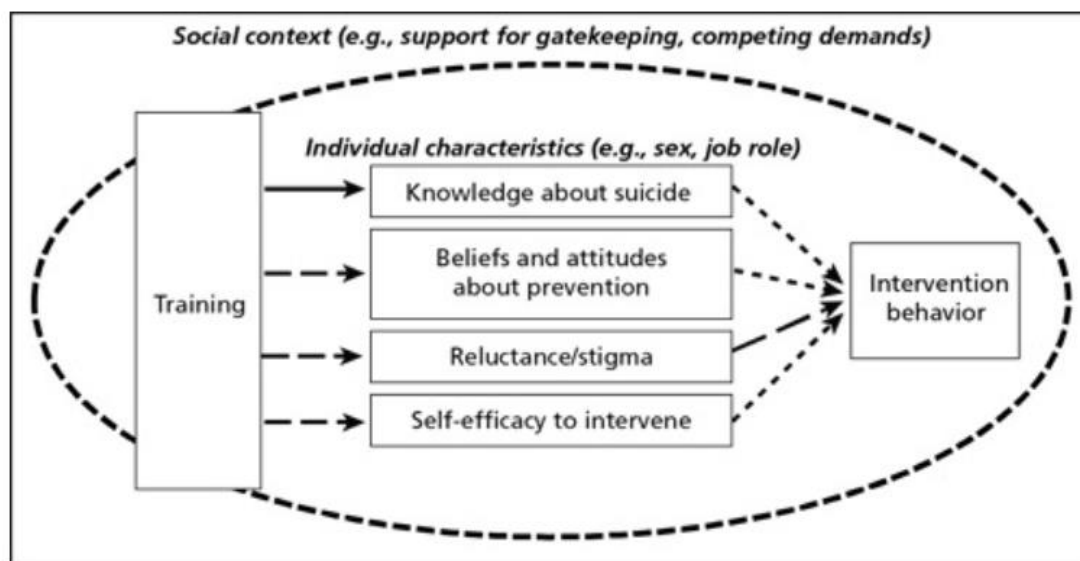 Social context (e.g., support for gatekeeping, competing demands)
Individual characteristics (e.g., sex, job role)
Training
Knowledge about suicide
Beliefs and attitudes
about prevention
Reluctance/stigma
Self-efficacy to intervene
Intervention
behavior